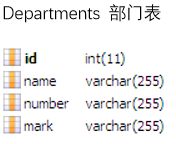 Departments 部门表
id int(11)
name varchar(255)
number varchar(255)
mark varchar(255)